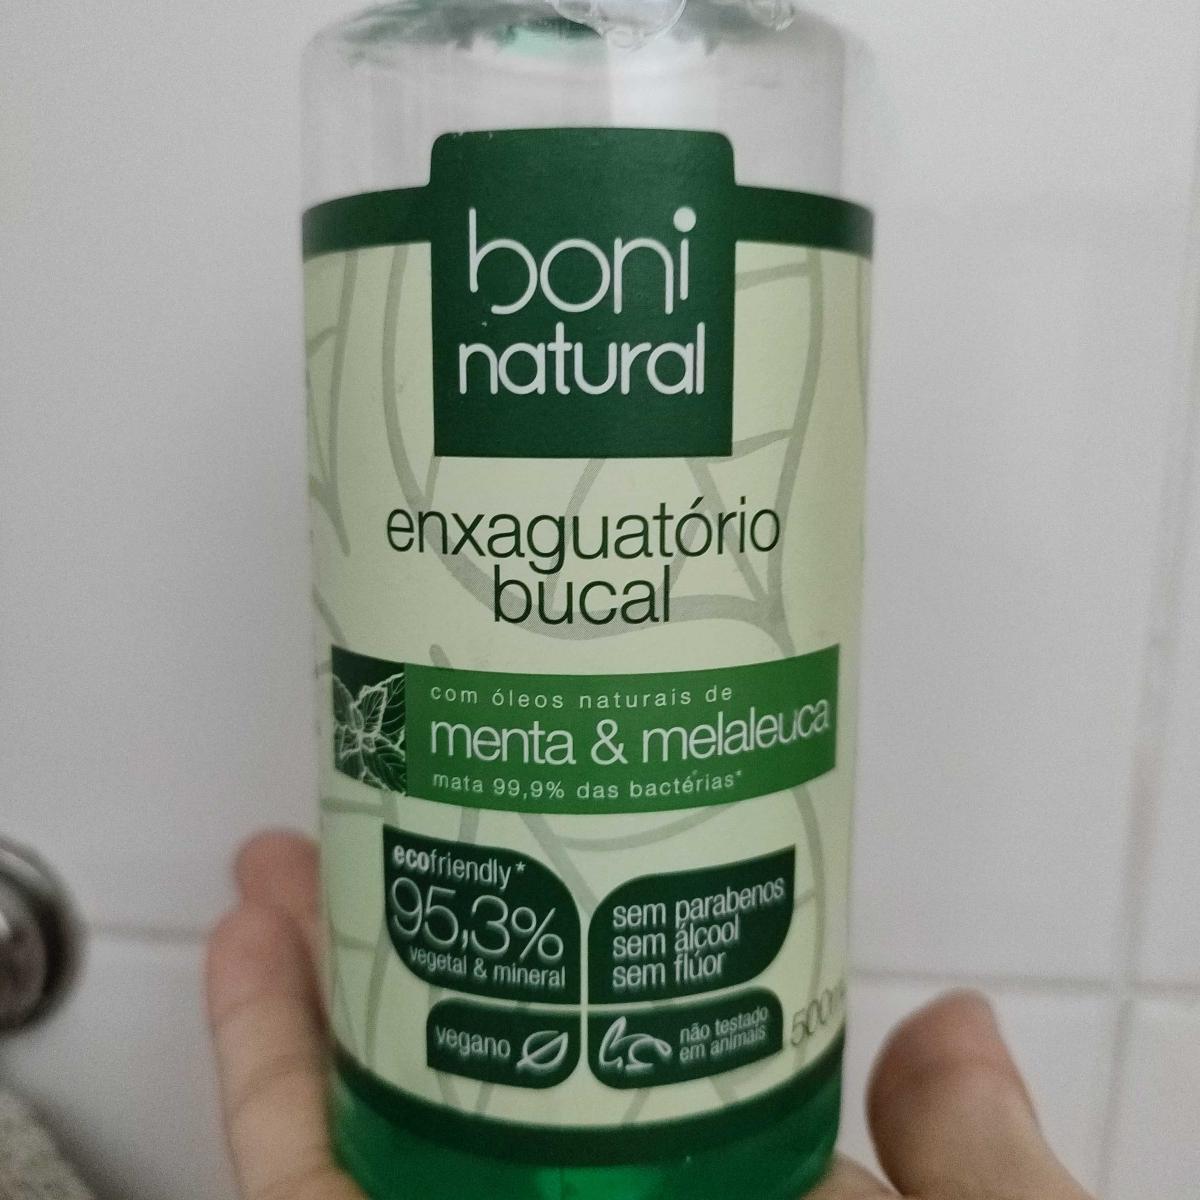 boni
natural
enxaguatório
bucal
com óleos naturais de
menta & melaleuca
mata 99,9% das bactérias*
ecofriendly*
95,3%
vegetal & mineral
sem parabenos
sem álcool
sem flúor
vegano
não testado
em animais